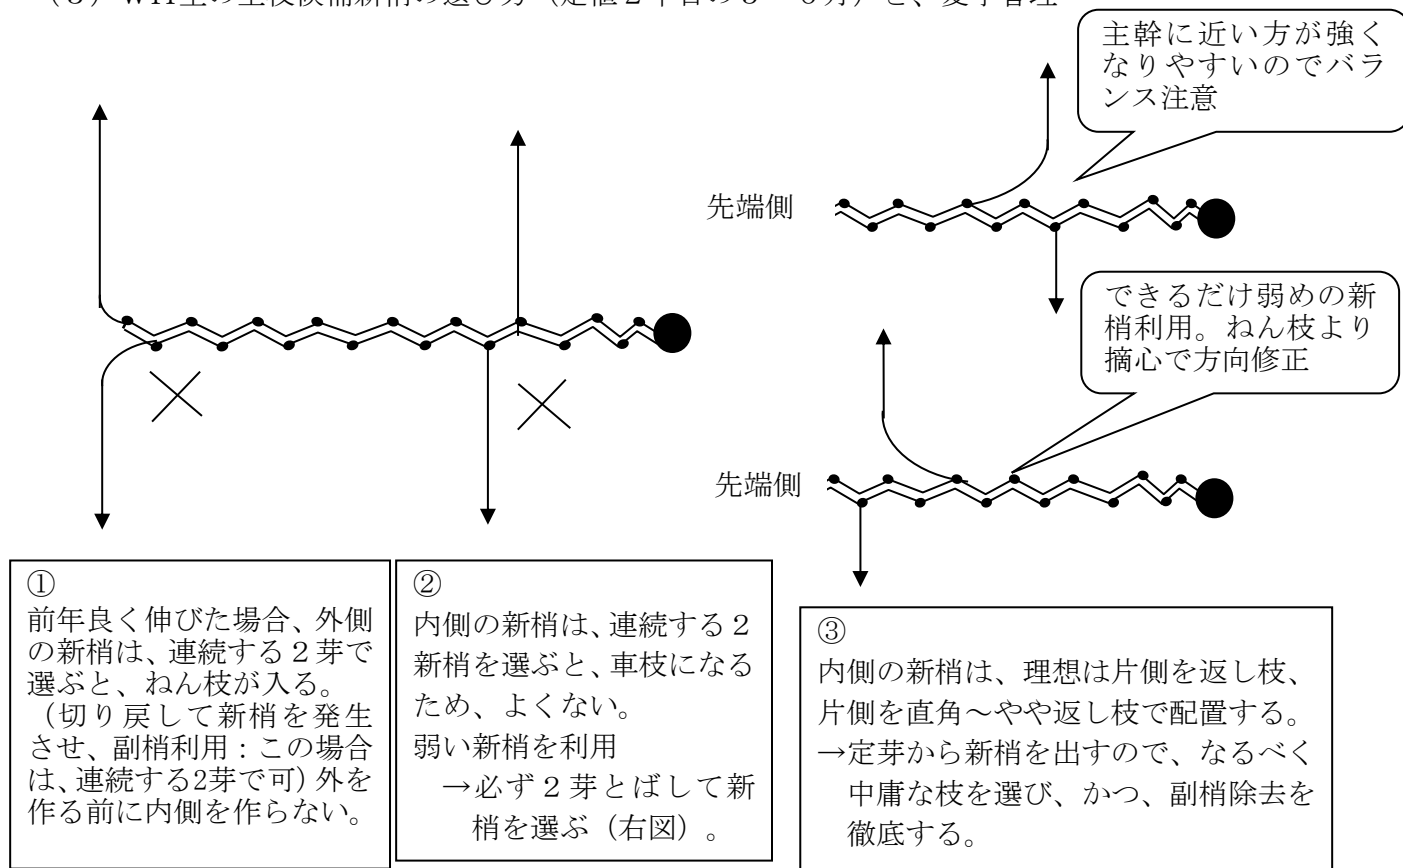 主幹に近い方が強く
なりやすいのでバラ
ンス注意
先端側
できるだけ弱めの新
梢利用。ねん枝より
摘心で方向修正
先端側
①
前年良く伸びた場合、外側
の新梢は、連続する２芽で
選ぶと、ねん枝が入る。
（切り戻して新梢を発生
させ、副梢利用：この場合
は、連続する2芽で可）外を
作る前に内側を作らない。
②
内側の新梢は、連続する２
新梢を選ぶと、車枝になる
ため、よくない。
弱い新梢を利用
→必ず２芽とばして新
梢を選ぶ（右図）。
③
内側の新梢は、理想は片側を返し枝、
片側を直角～やや返し枝で配置する。
→定芽から新梢を出すので、なるべく
中庸な枝を選び、かつ、副梢除去を
徹底する。